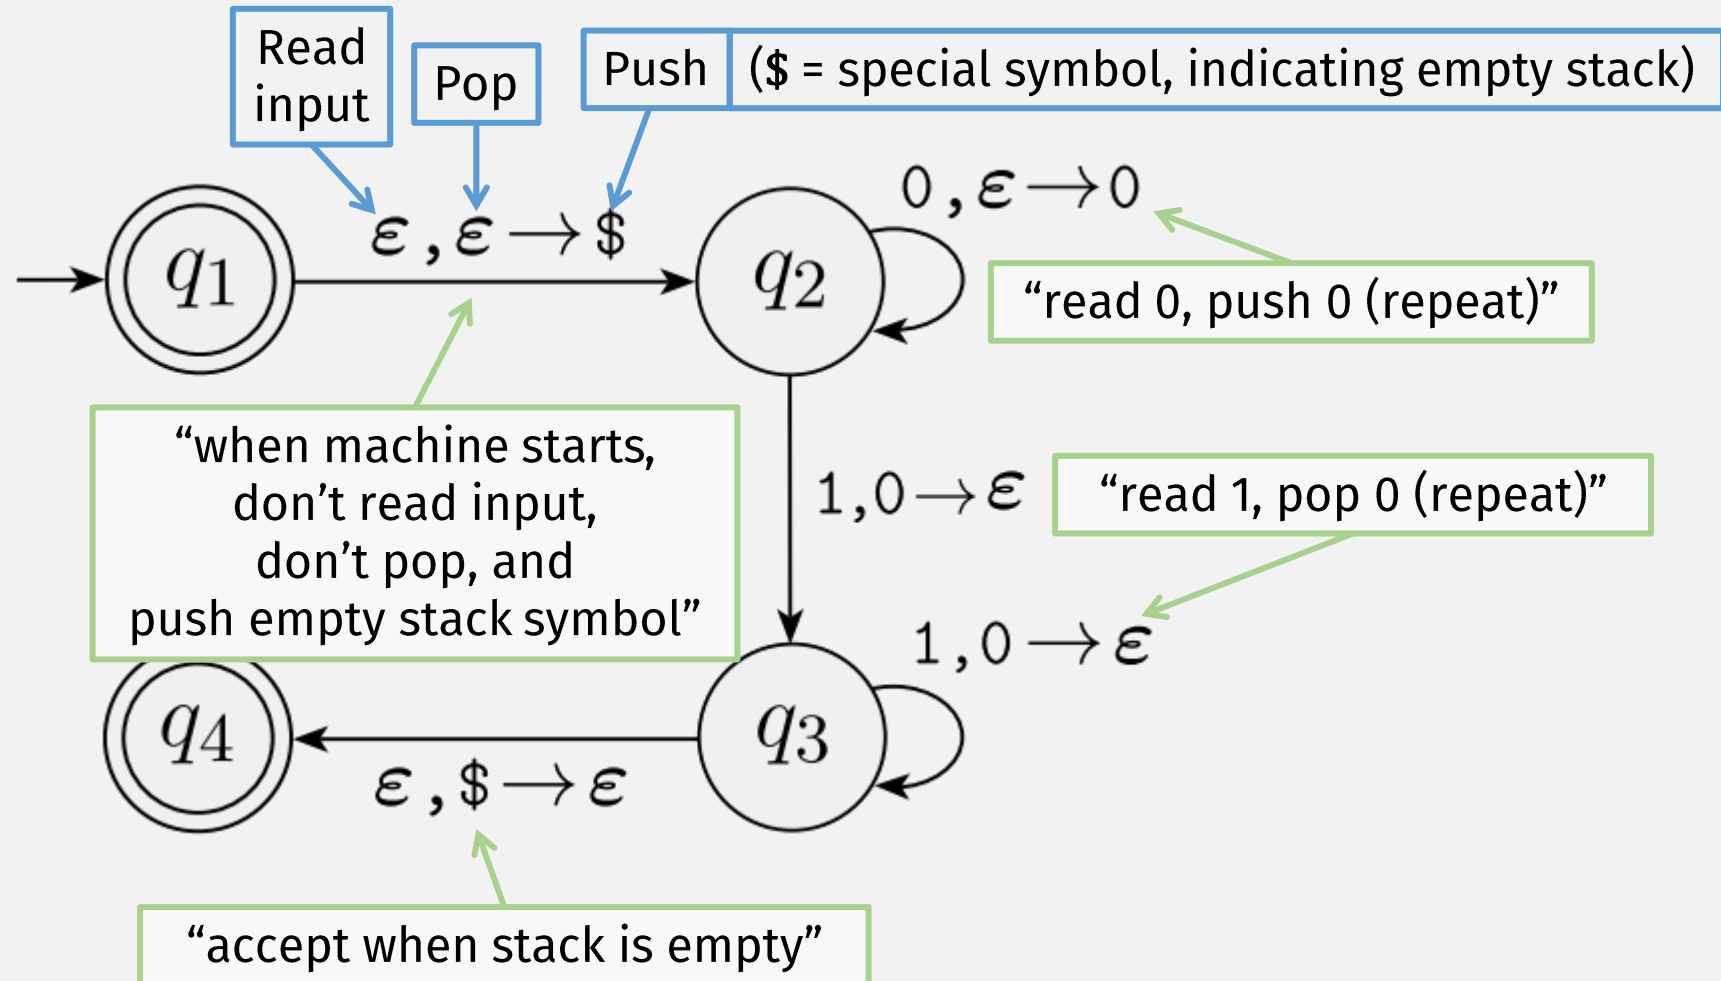 Read
input
Pop
Push
($ = special symbol, indicating empty stack)
ε,ε→$
0,ε→0
q1
q2
“read 0, push 0 (repeat)”
“when machine starts,
don’t read input,
don’t pop, and
push empty stack symbol”
1,0→ε
“read 1, pop 0 (repeat)”
1,0→ε
q4
q3
ε,$→ε
“accept when stack is empty”